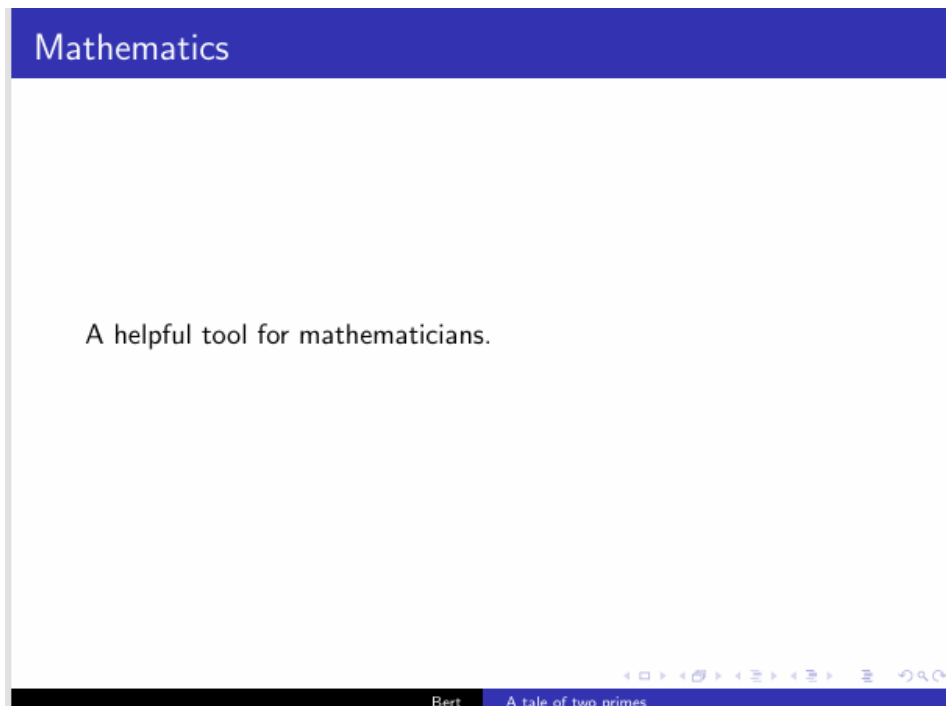 Mathematics
A helpful tool for mathematicians.
Bert A tale of two primes